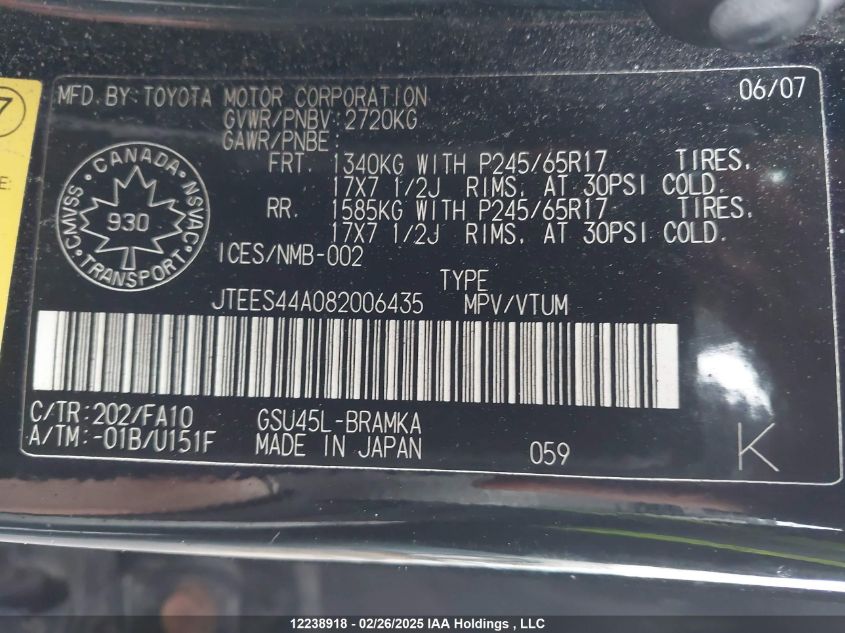 7
06/07
MFD. BY: TOYOTA MOTOR CORPORATION
GVWR/PNBV: 2720KG
GAWR/PNBE:
FRT. 1340KG WITH P245/65R17 TIRES.
17X7 1/2J RIMS. AT 30PSI COLD.
RR. 1585KG WITH P245/65R17 TIRES.
17X7 1/2J RIMS. AT 30PSI COLD.
CANADA
CMVSS 930 NSVAC
TRANSPORT
E:
ICES/NMB-002
TYPE
JTEES44A082006435 MPV/VTUM
C/TR: 202/FA10 GSU45L-BRAMKA
A/TM: -01B/U151F MADE IN JAPAN 059 K
12238918 - 02/26/2025 IAA Holdings , LLC